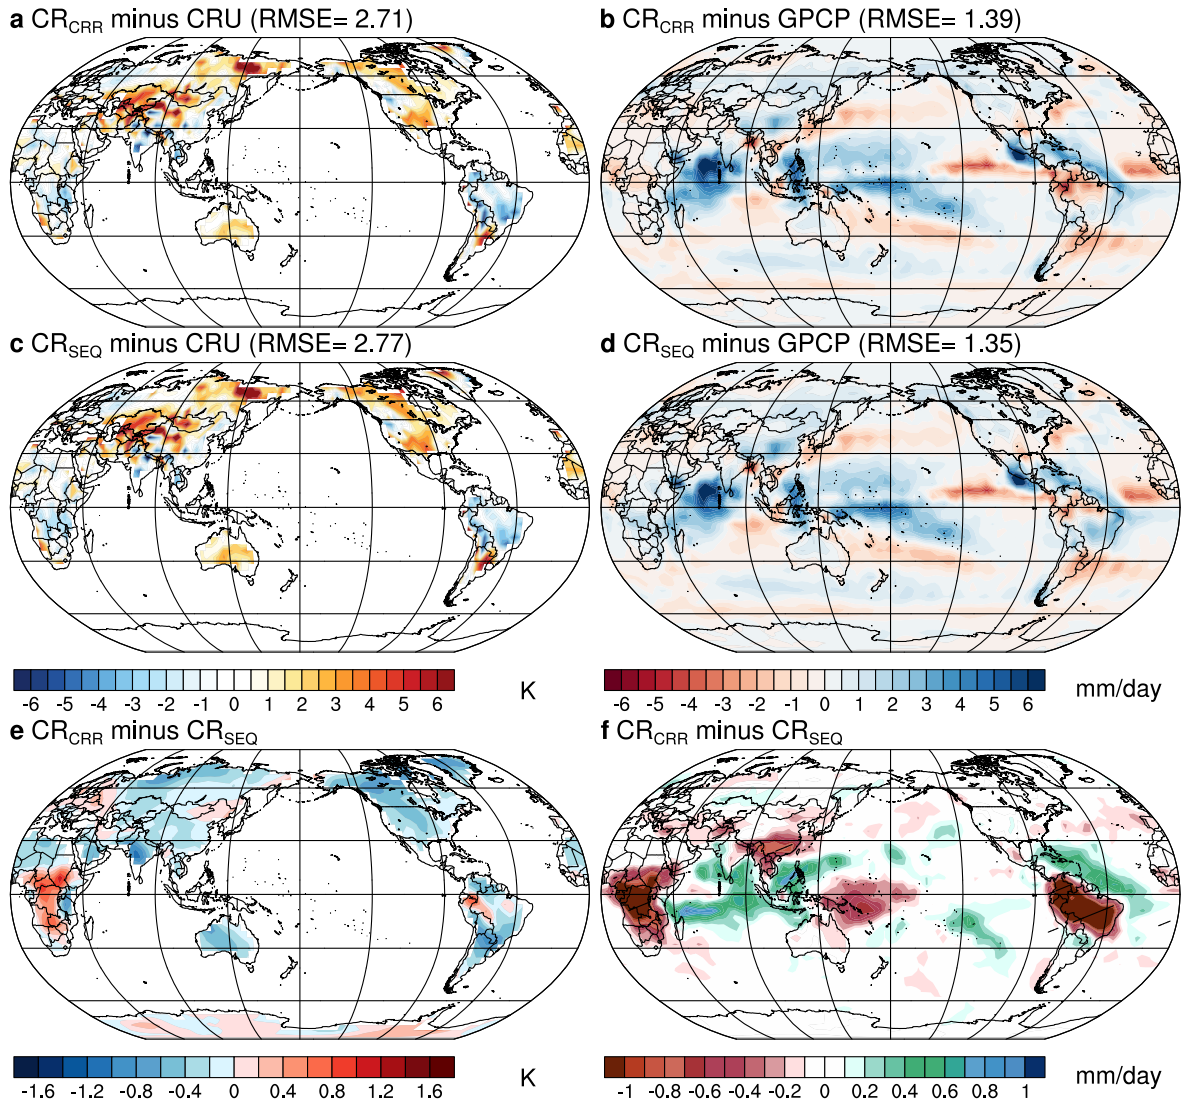 a CR_CRR minus CRU (RMSE= 2.71)
b CR_CRR minus GPCP (RMSE= 1.39)
c CR_SEQ minus CRU (RMSE= 2.77)
d CR_SEQ minus GPCP (RMSE= 1.35)
-6 -5 -4 -3 -2 -1 0 1 2 3 4 5 6 K
-6 -5 -4 -3 -2 -1 0 1 2 3 4 5 6 mm/day
e CR_CRR minus CR_SEQ
f CR_CRR minus CR_SEQ
-1.6 -1.2 -0.8 -0.4 0 0.4 0.8 1.2 1.6 K
-1 -0.8 -0.6 -0.4 -0.2 0 0.2 0.4 0.6 0.8 1 mm/day